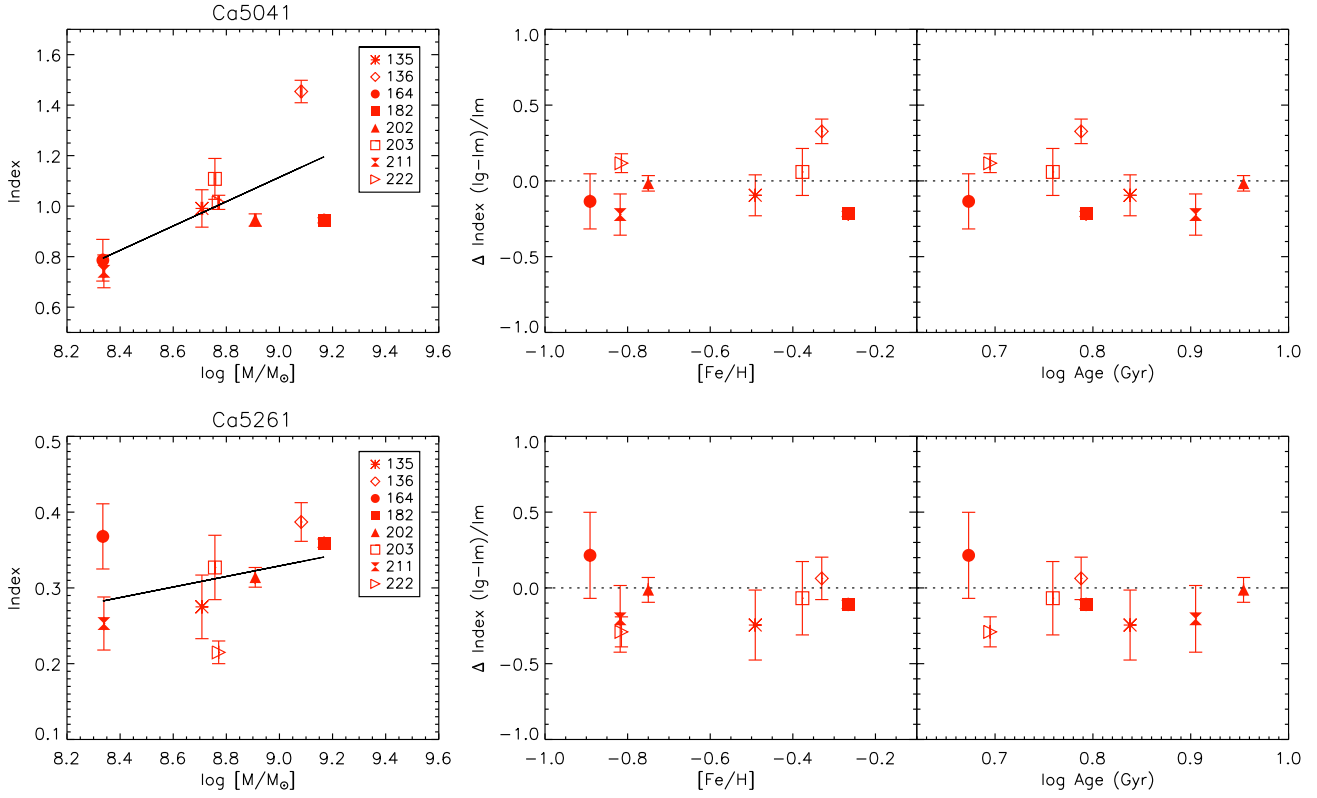 Ca5041
1.6
1.4
1.2
1.0
0.8
0.6
Index
135
136
164
182
202
203
211
222
8.2 8.4 8.6 8.8 9.0 9.2 9.4 9.6
log [M/M☉]
1.0
0.5
0.0
−0.5
−1.0
Δ Index (Ig−Im)/Im
−1.0 −0.8 −0.6 −0.4 −0.2
[Fe/H]
0.7 0.8 0.9 1.0
log Age (Gyr)
Ca5261
0.5
0.4
0.3
0.2
0.1
Index
135
136
164
182
202
203
211
222
8.2 8.4 8.6 8.8 9.0 9.2 9.4 9.6
log [M/M☉]
1.0
0.5
0.0
−0.5
−1.0
Δ Index (Ig−Im)/Im
−1.0 −0.8 −0.6 −0.4 −0.2
[Fe/H]
0.7 0.8 0.9 1.0
log Age (Gyr)